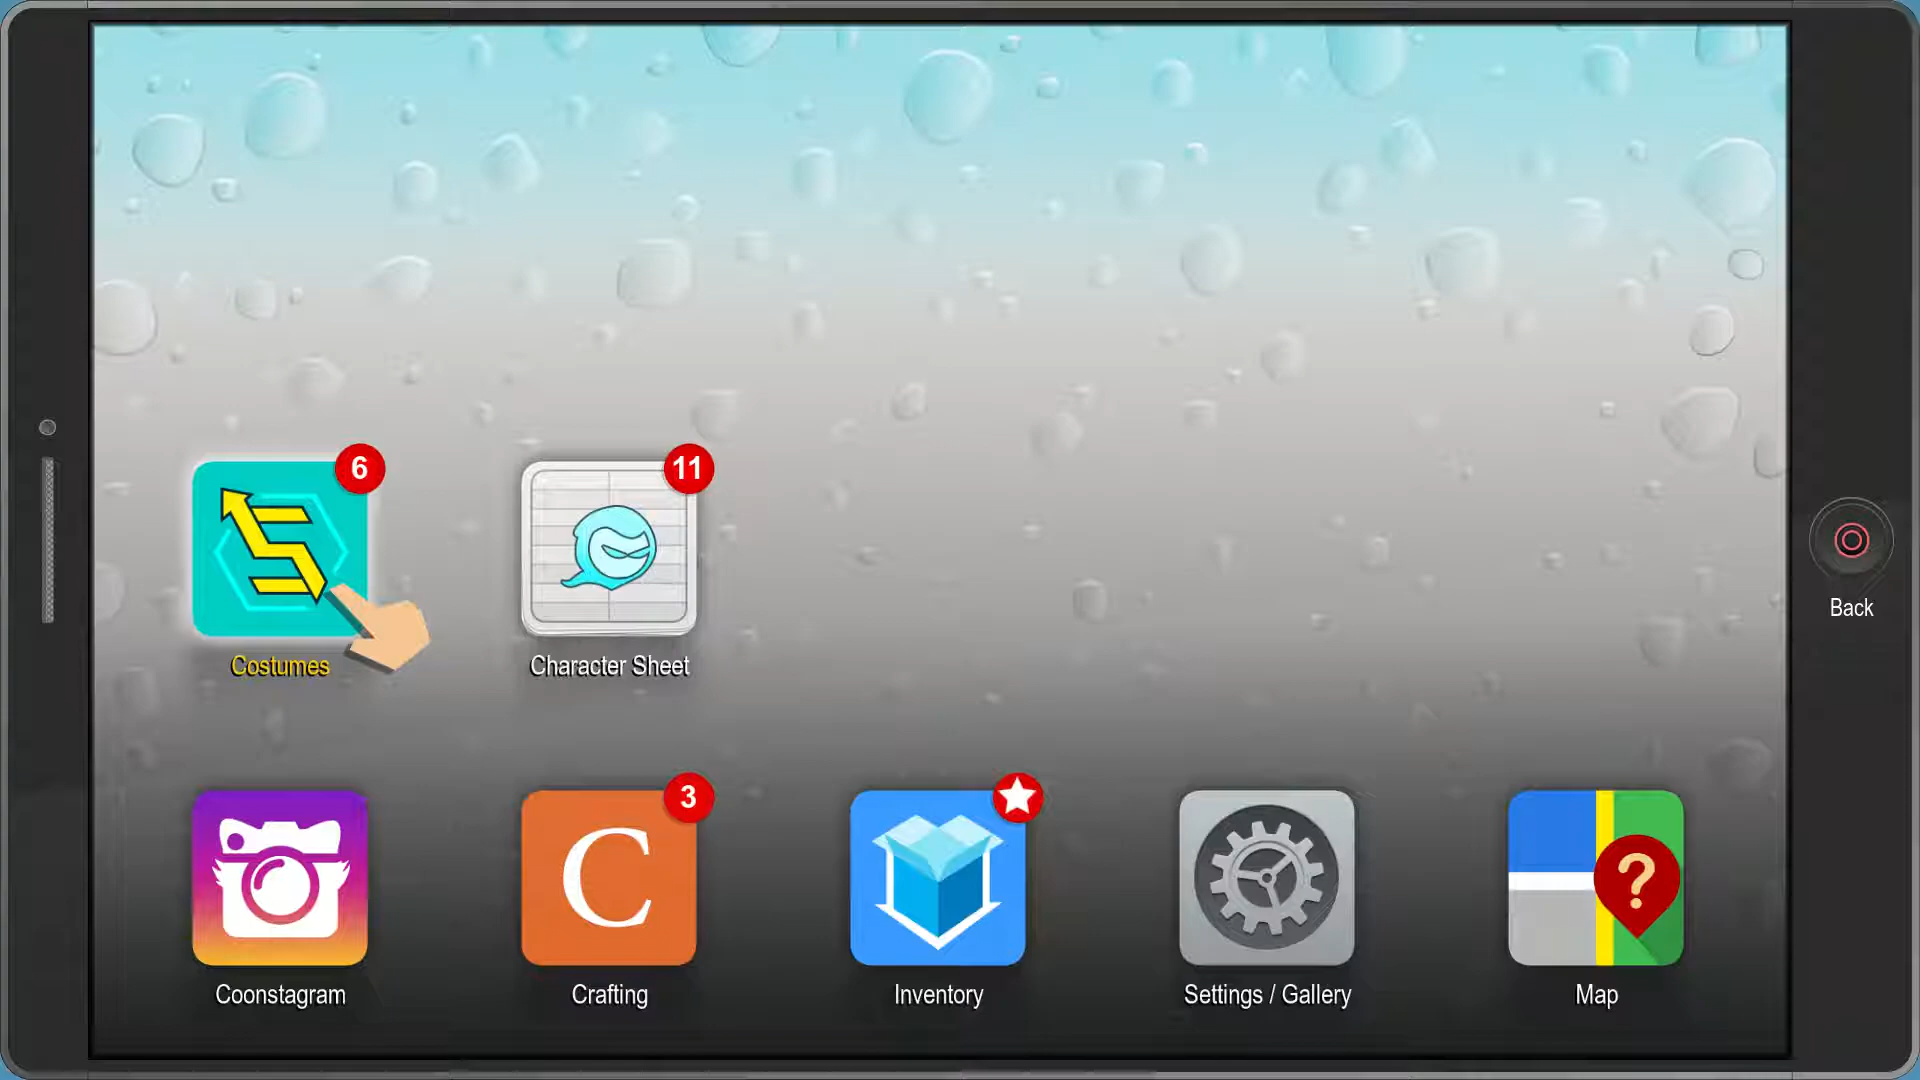 6
11
Costumes
Character Sheet
Back
3
C
?
Coonstagram
Crafting
Inventory
Settings / Gallery
Map